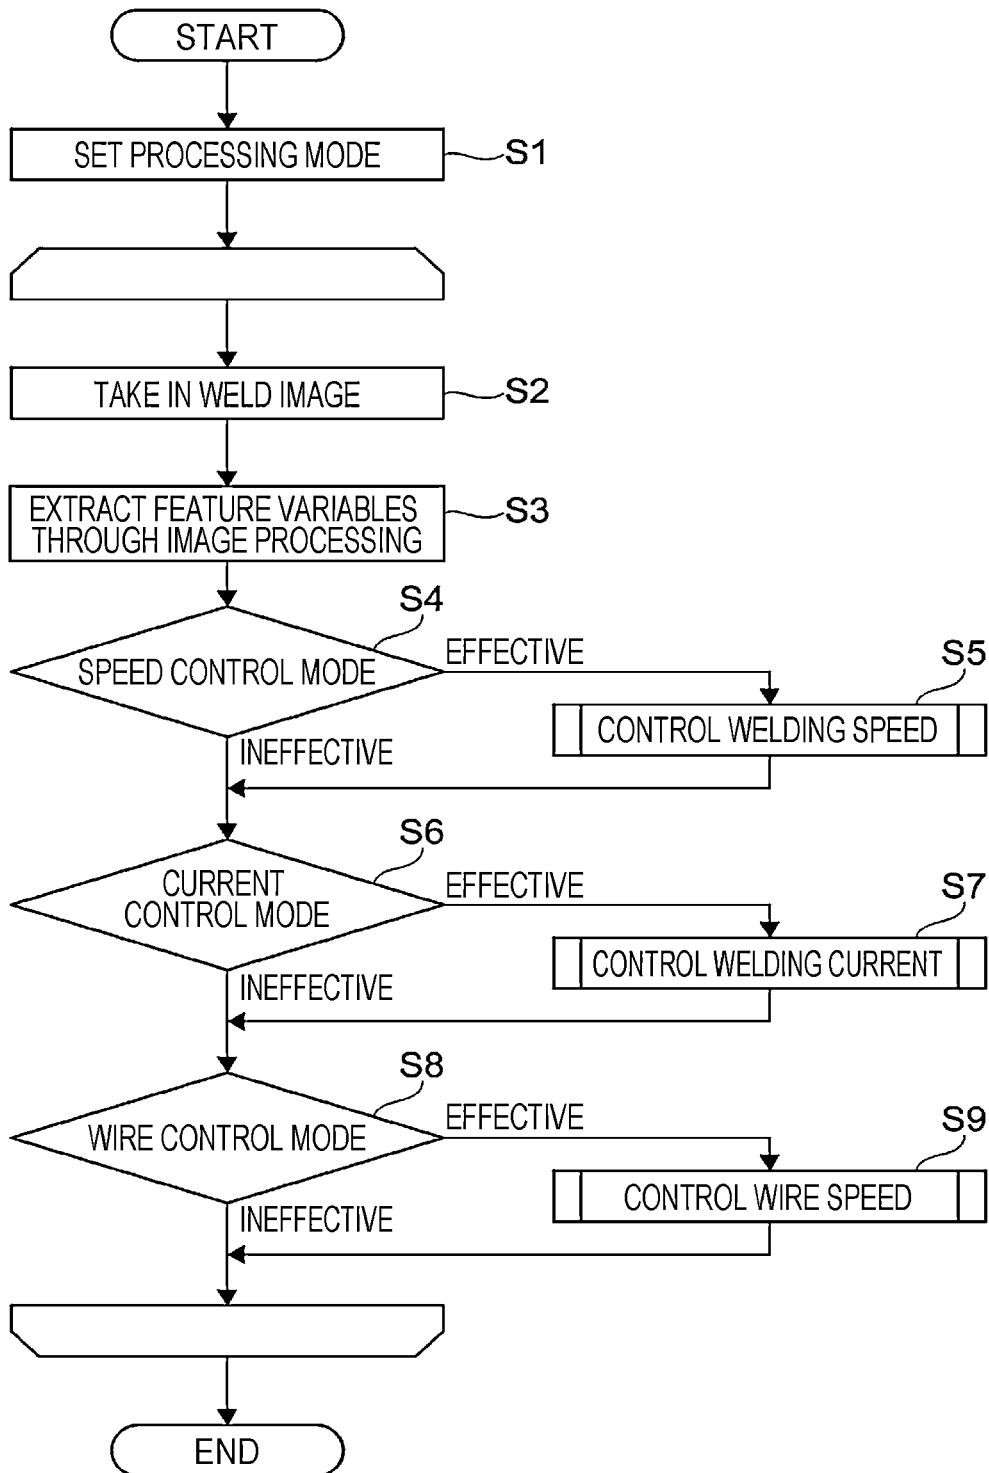 START
SET PROCESSING MODE
S1
TAKE IN WELD IMAGE
S2
EXTRACT FEATURE VARIABLES
THROUGH IMAGE PROCESSING
S3
S4
SPEED CONTROL MODE
EFFECTIVE
S5
CONTROL WELDING SPEED
INEFFECTIVE
S6
CURRENT
CONTROL MODE
EFFECTIVE
S7
CONTROL WELDING CURRENT
INEFFECTIVE
S8
WIRE CONTROL MODE
EFFECTIVE
S9
CONTROL WIRE SPEED
INEFFECTIVE
END